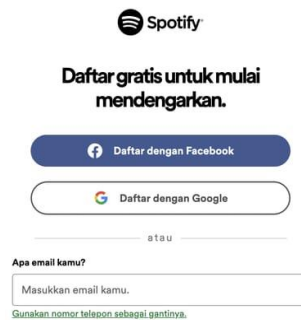 Spotify
Daftar gratis untuk mulai
mendengarkan.
Daftar dengan Facebook
Daftar dengan Google
atau
Apa email kamu?
Masukkan email kamu.
Gunakan nomor telepon sebagai gantinya.